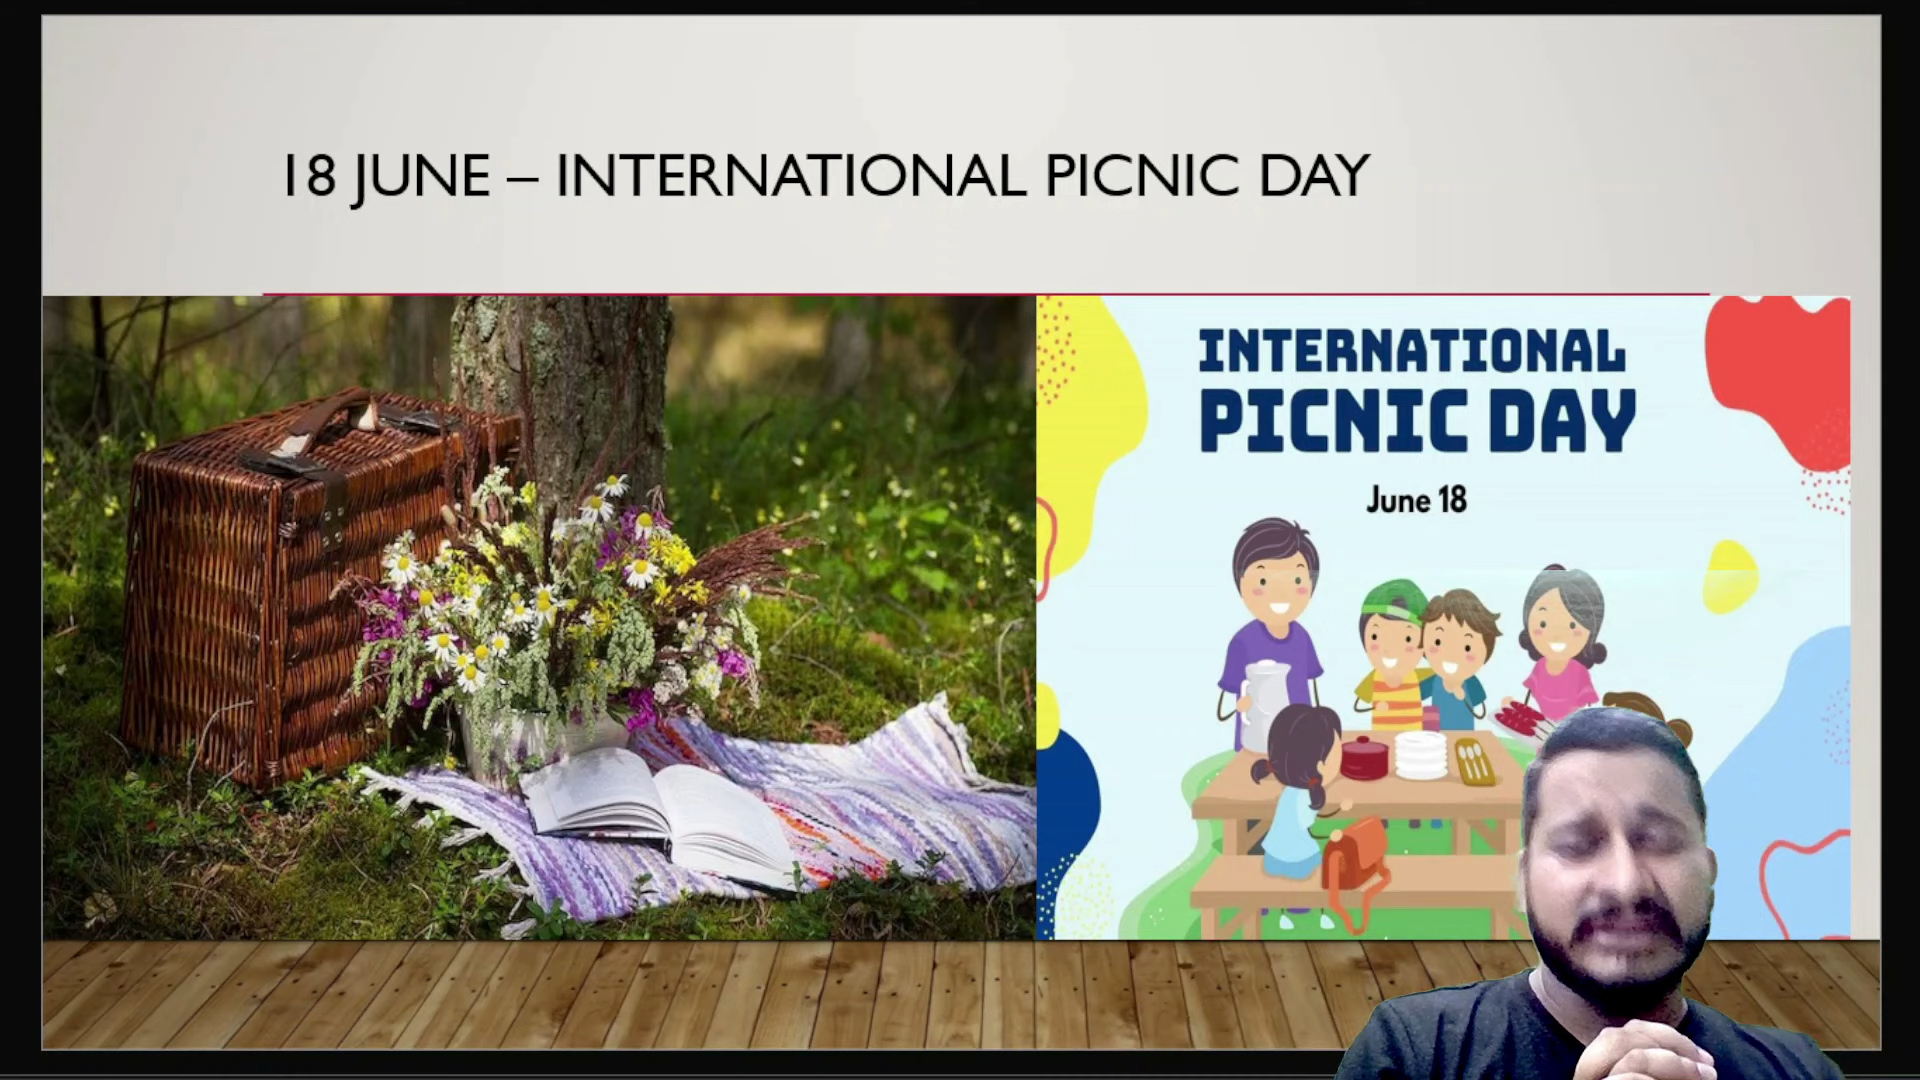 18 JUNE – INTERNATIONAL PICNIC DAY
INTERNATIONAL
PICNIC DAY
June 18